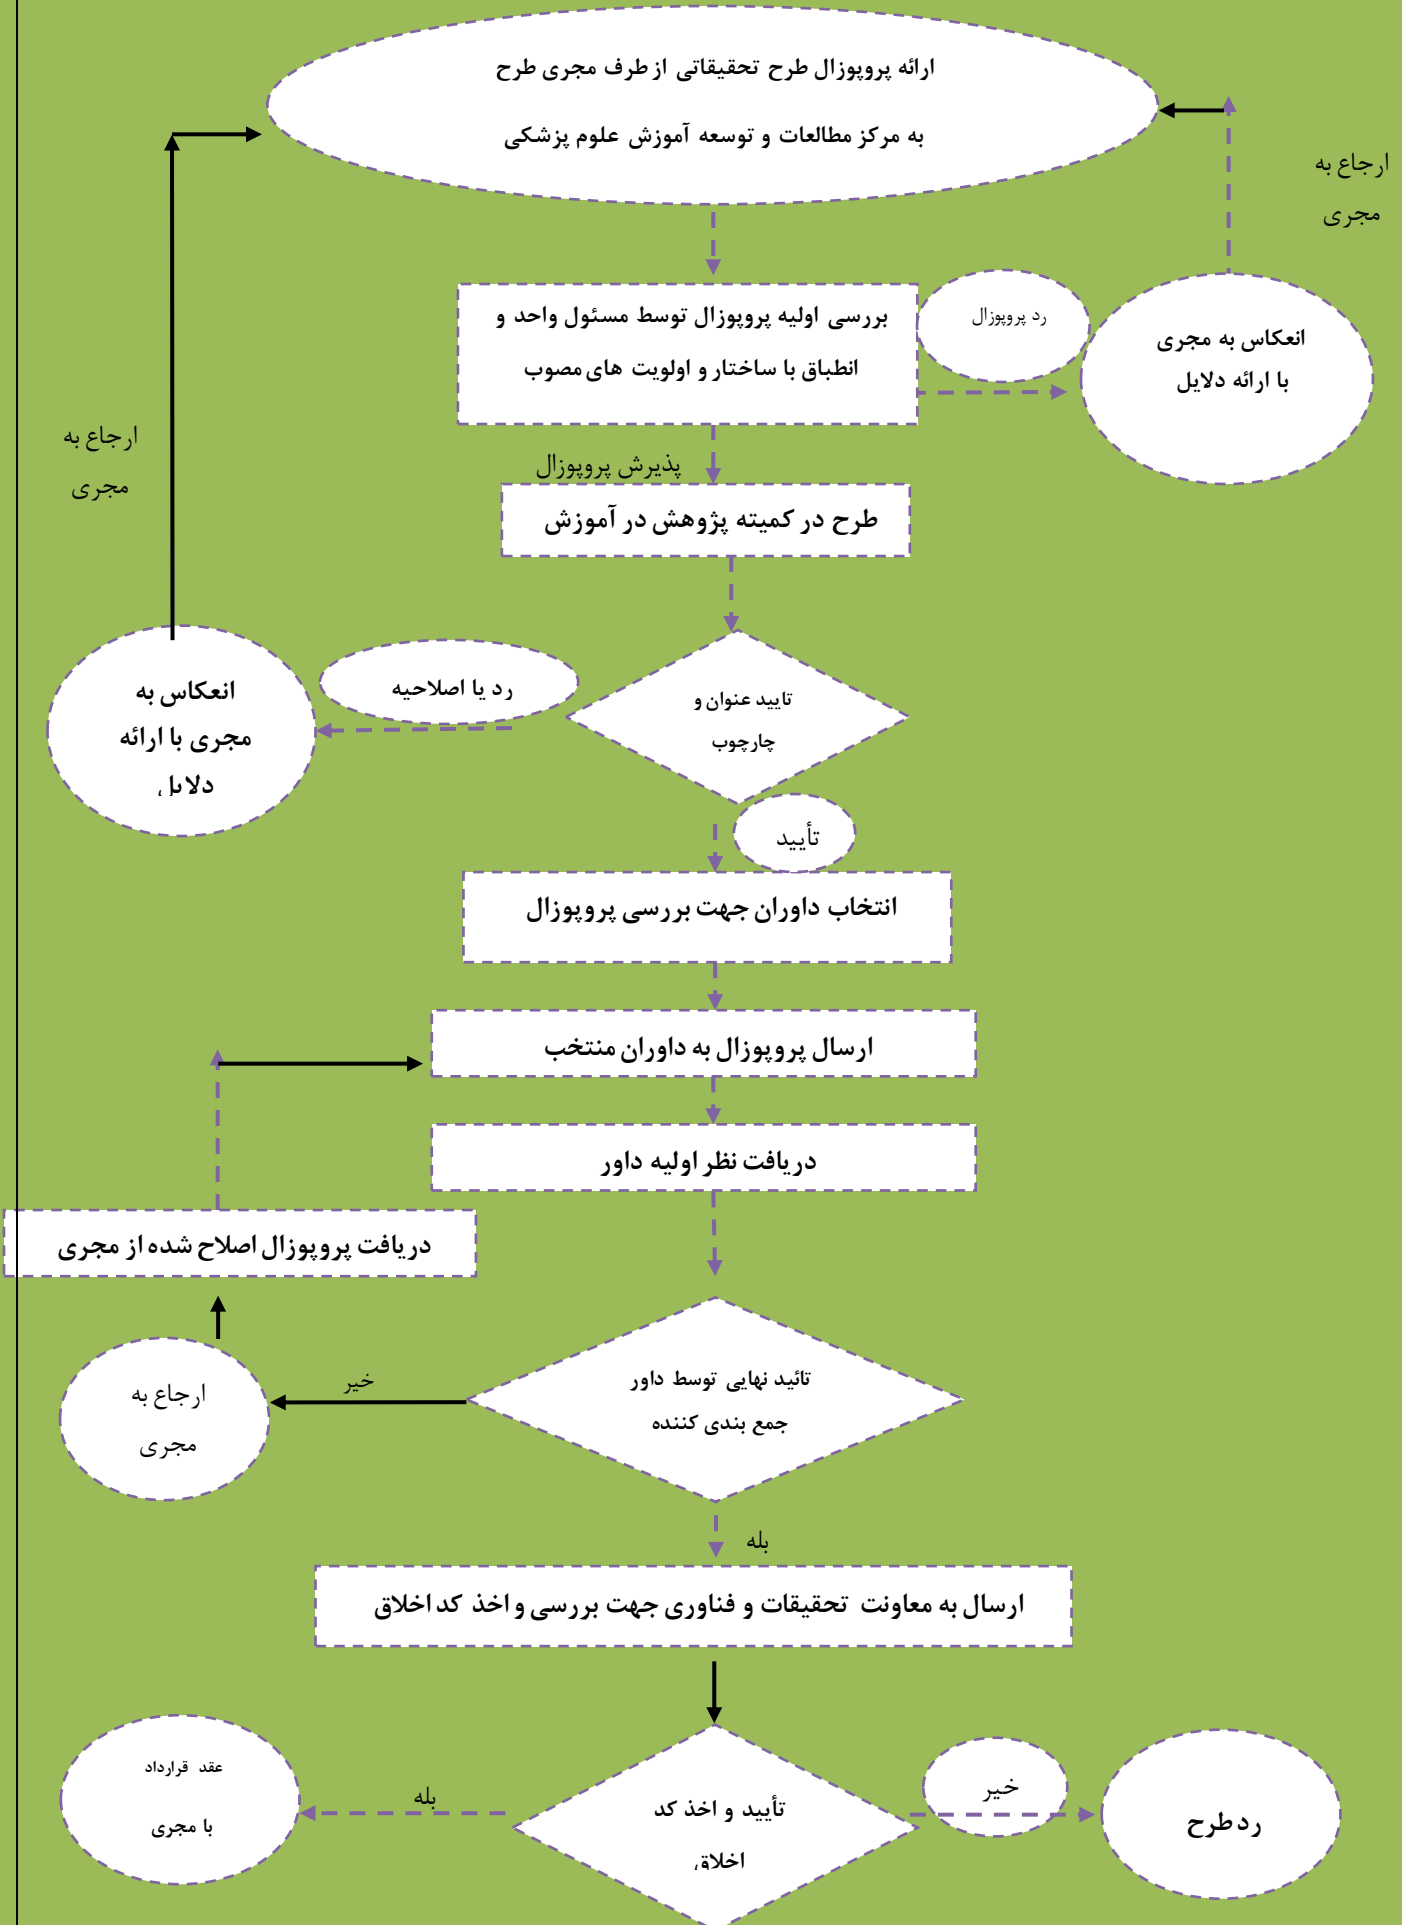 ارائه پروپوزال طرح تحقیقاتی از طرف مجری طرح
به مرکز مطالعات و توسعه آموزش علوم پزشکی
ارجاع به
مجری
بررسی اولیه پروپوزال توسط مسئول واحد و
انطباق با ساختار و اولویت های مصوب
رد پروپوزال
انعکاس به مجری
با ارائه دلایل
ارجاع به
مجری
پذیرش پروپوزال
طرح در کمیته پژوهش در آموزش
تایید عنوان و
چارچوب
رد یا اصلاحیه
انعکاس به
مجری با ارائه
دلایل
تأیید
انتخاب داوران جهت بررسی پروپوزال
ارسال پروپوزال به داوران منتخب
دریافت نظر اولیه داور
دریافت پروپوزال اصلاح شده از مجری
تائید نهایی توسط داور
جمع بندی کننده
خیر
ارجاع به
مجری
بله
ارسال به معاونت تحقیقات و فناوری جهت بررسی و اخذ کد اخلاق
تأیید و اخذ کد
اخلاق
خیر
رد طرح
بله
عقد قرارداد
با مجری